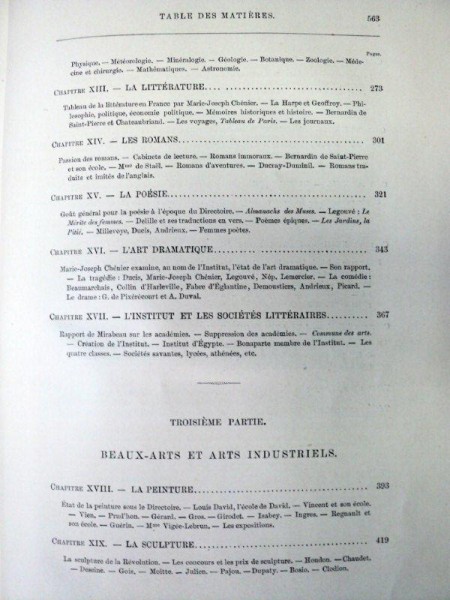 TABLE DES MATIÈRES. 563
Pages.
Physique. — Météorologie. — Minéralogie. — Géologie. — Botanique. — Zoologie. — Méde-
cine et chirurgie. — Mathématiques. — Astronomie.
CHAPITRE XIII. — LA LITTÉRATURE. 273
Tableau de la littérature en France par Marie-Joseph Chénier. — La Harpe et Geoffroy. — Phi-
losophie, politique, économie politique. — Mémoires historiques et histoire. — Bernardin de
Saint-Pierre et Chateaubriand. — Les voyages, Tableau de Paris. — Les journaux.
CHAPITRE XIV. — LES ROMANS. 301
Passion des romans. — Cabinets de lecture. — Romans immoraux. — Bernardin de Saint-Pierre
et son école. — Mme de Staël. — Romans d'aventures. — Ducray-Duminil. — Romans tra-
duits et imités de l'anglais.
CHAPITRE XV. — LA POÉSIE. 321
Goût général pour la poésie à l'époque du Directoire. — Almanachs des Muses. — Legouvé : Le
Mérite des femmes. — Delille et ses traductions en vers. — Poèmes épiques. — Les Jardins, la
Pitié. — Millevoye, Ducis, Andrieux. — Femmes poètes.
CHAPITRE XVI. — L'ART DRAMATIQUE. 343
Marie-Joseph Chénier examine, au nom de l'Institut, l'état de l'art dramatique. — Son rapport.
— La tragédie : Ducis, Marie-Joseph Chénier, Legouvé, Nép. Lemercier. — La comédie :
Beaumarchais, Collin d'Harleville, Fabre d'Églantine, Demoustiers, Andrieux, Picard. —
Le drame : G. de Pixérécourt et A. Duval.
CHAPITRE XVII. — L'INSTITUT ET LES SOCIÉTÉS LITTÉRAIRES. 367
Rapport de Mirabeau sur les académies. — Suppression des académies. — Commune des arts.
— Création de l'Institut. — Institut d'Égypte. — Bonaparte membre de l'Institut. — Les
quatre classes. — Sociétés savantes, lycées, athénées, etc.
TROISIÈME PARTIE.
BEAUX-ARTS ET ARTS INDUSTRIELS.
CHAPITRE XVIII. — LA PEINTURE. 393
État de la peinture sous le Directoire. — Louis David, l'école de David. — Vincent et son école.
— Vien. — Prud'hon. — Gérard. — Gros. — Girodet. — Isabey. — Ingres. — Regnault et
son école. — Guérin. — Mme Vigée-Lebrun. — Les expositions.
CHAPITRE XIX. — LA SCULPTURE. 419
La sculpture de la Révolution. — Les concours et les prix de sculpture. — Houdon. — Chaudet.
— Deseine. — Gois. — Moitte. — Julien. — Pajou. — Dupaty. — Bosio. — Clodion.